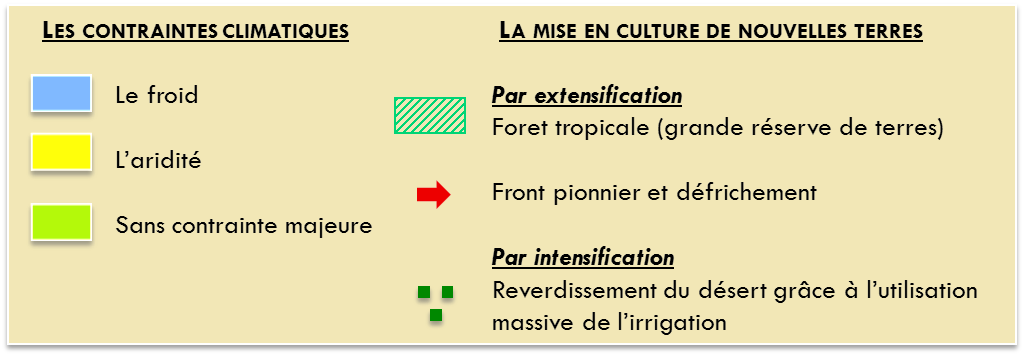 LES CONTRAINTES CLIMATIQUES
Le froid
L'aridité
Sans contrainte majeure
LA MISE EN CULTURE DE NOUVELLES TERRES
Par extensification
Foret tropicale (grande réserve de terres)
Front pionnier et défrichement
Par intensification
Reverdissement du désert grâce à l'utilisation
massive de l'irrigation